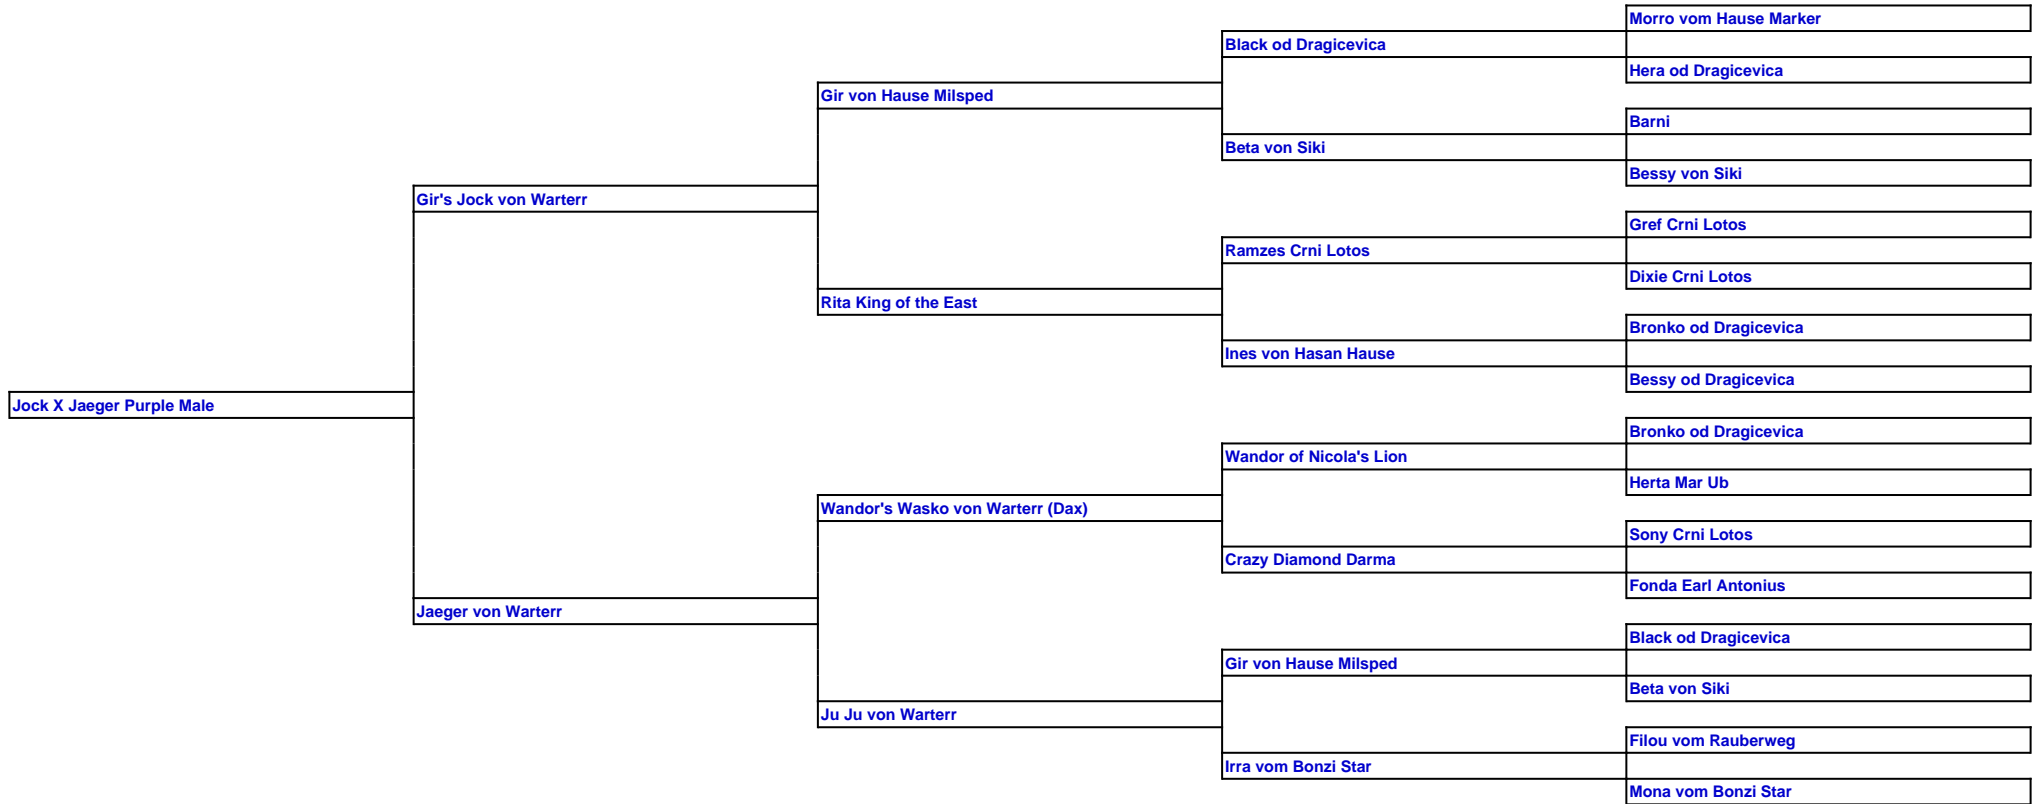 Morro vom Hause Marker
Black od Dragicevica
Hera od Dragicevica
Gir von Hause Milsped
Barni
Beta von Siki
Bessy von Siki
Gir's Jock von Warterr
Gref Crni Lotos
Ramzes Crni Lotos
Dixie Crni Lotos
Rita King of the East
Bronko od Dragicevica
Ines von Hasan Hause
Bessy od Dragicevica
Jock X Jaeger Purple Male
Bronko od Dragicevica
Wandor of Nicola's Lion
Herta Mar Ub
Wandor's Wasko von Warterr (Dax)
Sony Crni Lotos
Crazy Diamond Darma
Fonda Earl Antonius
Jaeger von Warterr
Black od Dragicevica
Gir von Hause Milsped
Beta von Siki
Ju Ju von Warterr
Filou vom Rauberweg
Irra vom Bonzi Star
Mona vom Bonzi Star